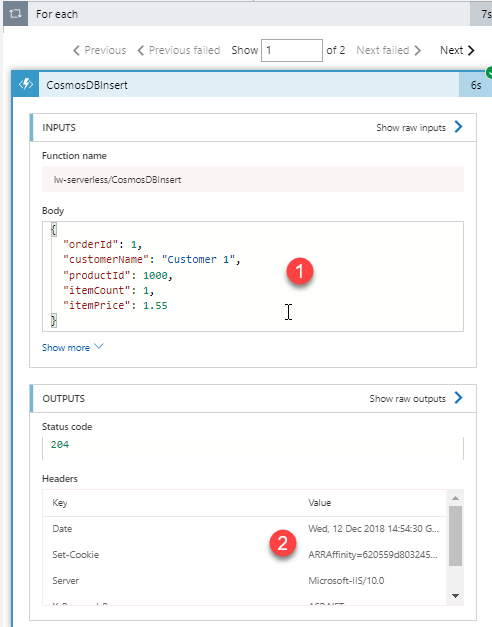 For each 7s
Previous Previous failed Show 1 of 2 Next failed Next
CosmosDBInsert 6s
INPUTS Show raw inputs
Function name
lw-serverless/CosmosDBInsert
Body
{
"orderId": 1,
"customerName": "Customer 1",
"productId": 1000,
"itemCount": 1,
"itemPrice": 1.55
}
1
Show more
OUTPUTS Show raw outputs
Status code
204
Headers
Key Value
Date Wed, 12 Dec 2018 14:54:30 G...
2
Set-Cookie ARRAffinity=620559d803245...
Server Microsoft-IIS/10.0